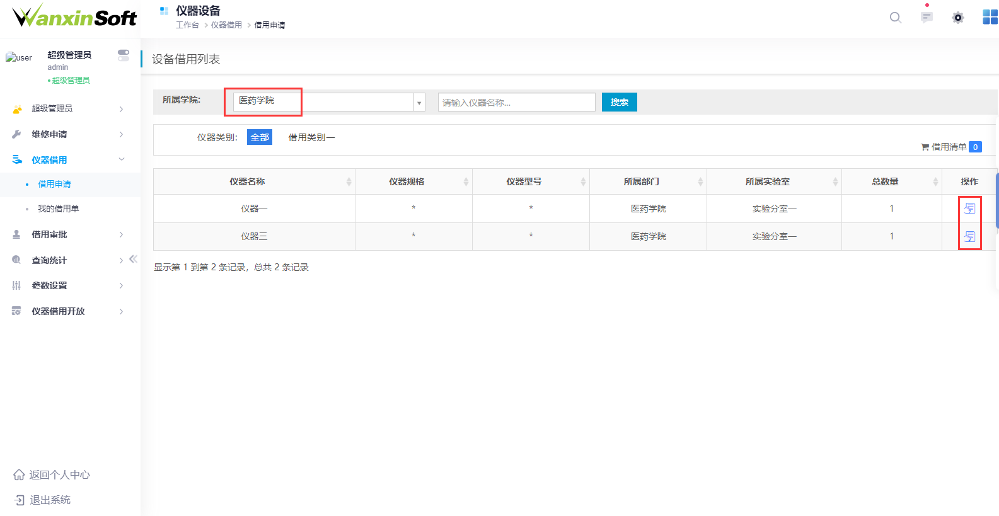 WanxinSoft
仪器设备
工作台 > 仪器借用 > 借用申请
user
超级管理员
admin
超级管理员
超级管理员
维修申请
仪器借用
借用申请
我的借用单
借用审批
查询统计
参数设置
仪器借用开放
返回个人中心
退出系统
设备借用列表
所属学院: 医药学院 请输入仪器名称... 搜索
仪器类别: 全部 借用类别一
借用清单 0
仪器名称 仪器规格 仪器型号 所属部门 所属实验室 总数量 操作
仪器一 * * 医药学院 实验分室一 1
仪器三 * * 医药学院 实验分室一 1
显示第 1 到第 2 条记录，总共 2 条记录